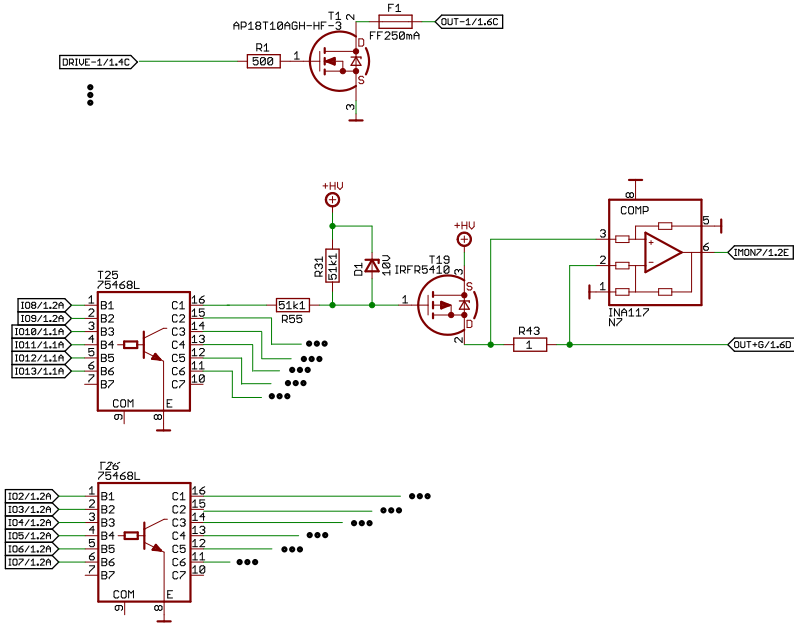 F1
T1
2
OUT-1/1.6C
AP18T10AGH-HF-3
FF250mA
D
R1
DRIVE-1/1.4C
500
1
S
3
+HV
8
+HV
COMP
5
3
+
R31
51k1
D1
10V
T19
IRFR5410
3
6
IMON7/1.2E
2
-
T25
S
75468L
1
1
IO8/1.2A
1
B1
C1
16
51k1
INA117
IO9/1.2A
2
B2
C2
15
R55
N7
IO10/1.1A
3
B3
C3
14
D
R43
IO11/1.1A
4
B4
C4
13
2
1
OUT+G/1.6D
IO12/1.1A
5
B5
C5
12
IO13/1.1A
6
B6
C6
11
7
B7
C7
10
COM
E
9
8
T26
75468L
IO2/1.2A
1
B1
C1
16
IO3/1.2A
2
B2
C2
15
IO4/1.2A
3
B3
C3
14
IO5/1.2A
4
B4
C4
13
IO6/1.2A
5
B5
C5
12
IO7/1.2A
6
B6
C6
11
7
B7
C7
10
COM
E
9
8